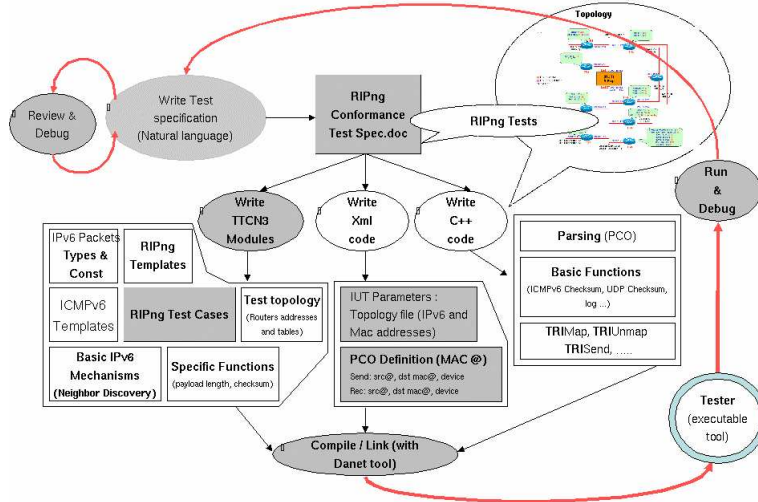 Topology
Review &
Debug
Write Test
specification
(Natural language)
RIPng
Conformance
Test Spec.doc
RIPng Tests
Run
&
Debug
Write
TTCN3
Modules
Write
Xml
code
Write
C++
code
IPv6 Packets
Types & Const
RIPng
Templates
ICMPv6
Templates
RIPng Test Cases
Test topology
(Routers addresses
and tables)
Basic IPv6
Mechanisms
(Neighbor Discovery)
Specific Functions
(payload length, checksum)
IUT Parameters :
Topology file (IPv6 and
Mac addresses)
PCO Definition (MAC @)
Send: src@, dst mac@, device
Rec: src@, dst mac@, device
Parsing (PCO)
Basic Functions
(ICMPv6 Checksum, UDP Checksum,
log ...)
TRIMap, TRIUnmap
TRISend, .....
Tester
(executable
tool)
Compile / Link (with
Danet tool)